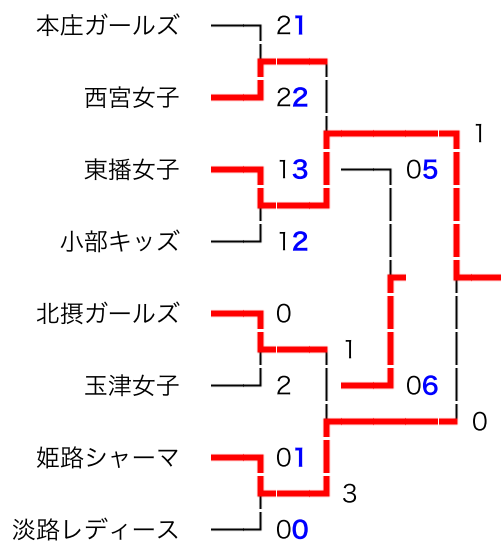 本庄ガールズ
21
西宮女子
22
1
東播女子
13
05
小部キッズ
12
北摂ガールズ
0
1
玉津女子
2
06
0
姫路シャーマ
01
3
淡路レディース
00